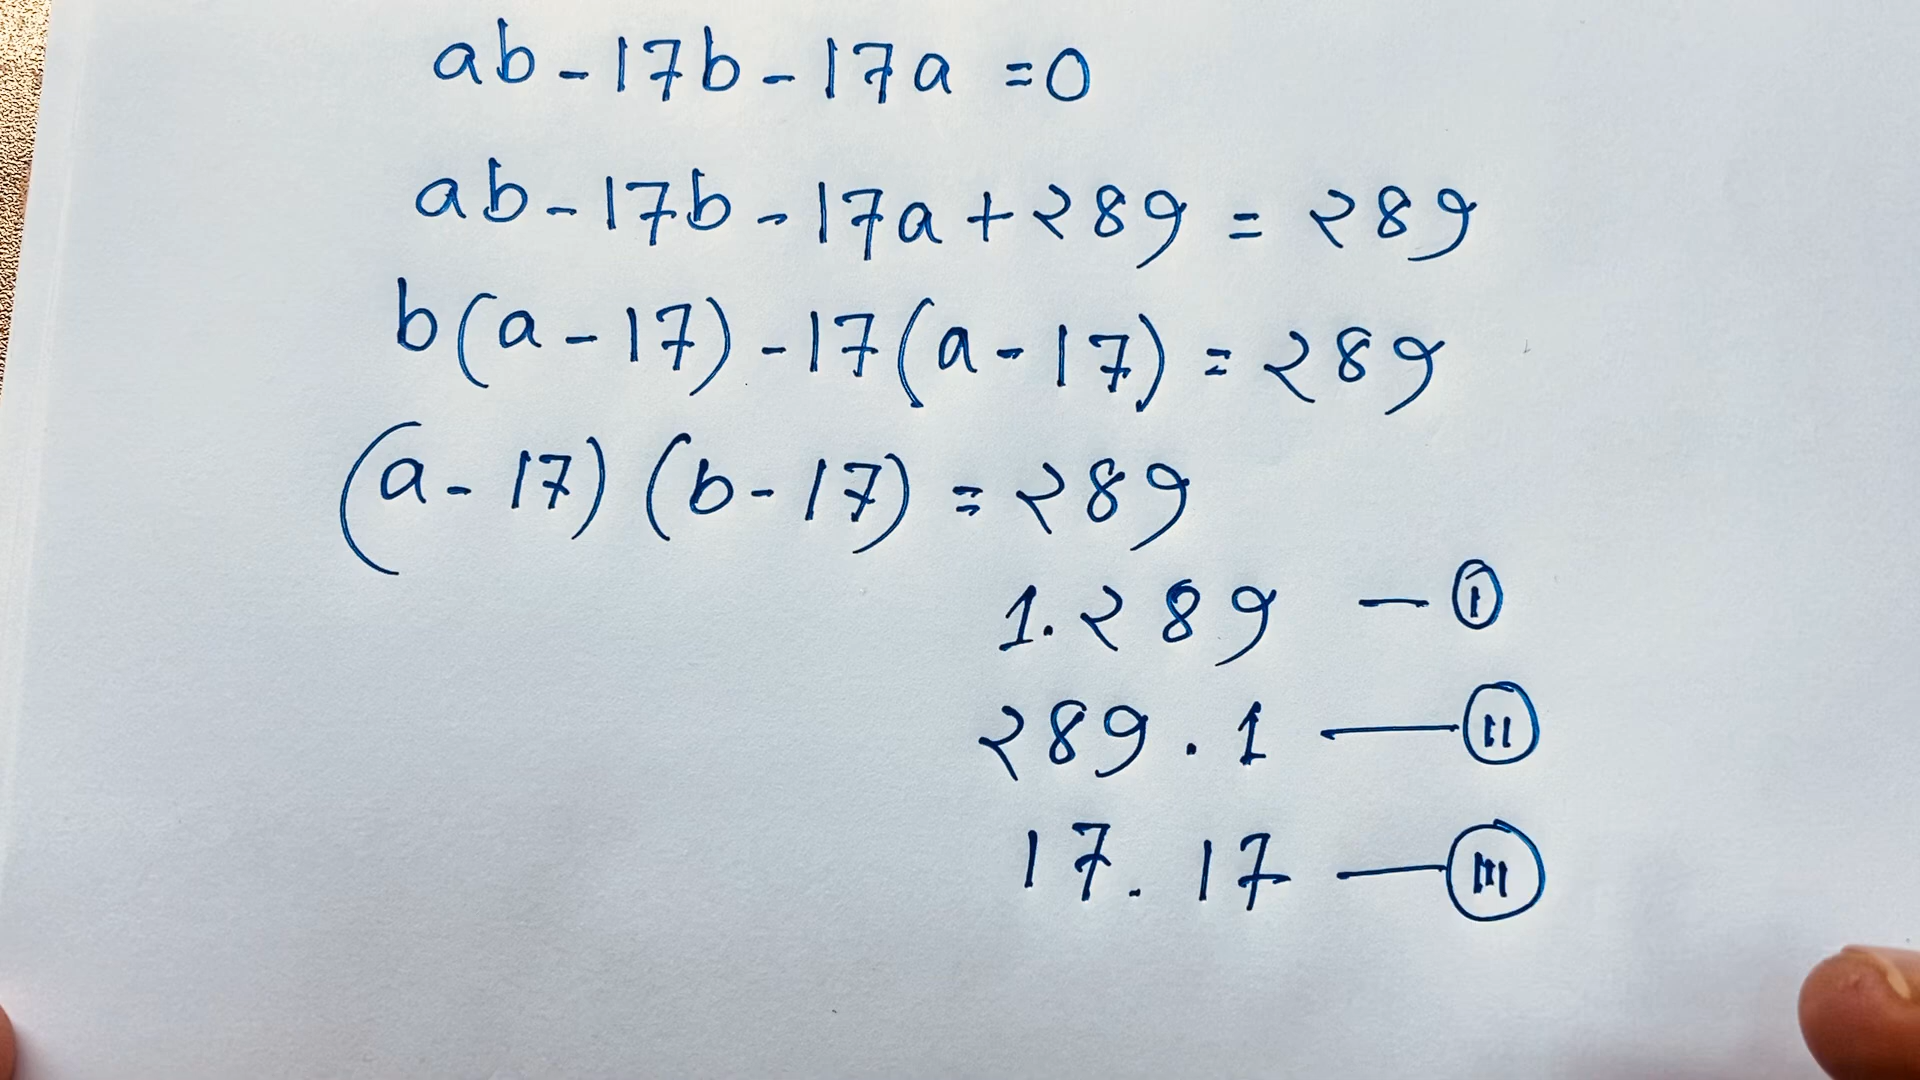 ab - 17b - 17a = 0
ab - 17b - 17a + 289 = 289
b(a - 17) - 17(a - 17) = 289
(a - 17) (b - 17) = 289
1 . 289 — (i)
289 . 1 — (ii)
17 . 17 — (iii)